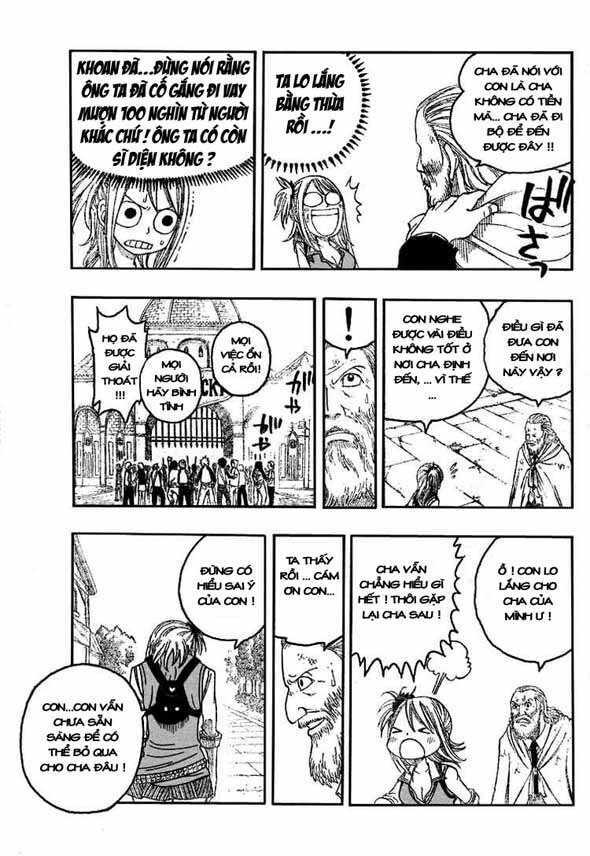 CHA ĐÃ NÓI VỚI
CON LÀ CHA
KHÔNG CÓ TIỀN
MÀ... CHA ĐÃ ĐI
BỘ ĐỂ ĐẾN
ĐƯỢC ĐÂY !!
ばさっ
TA LO LẮNG
BẰNG THỪA
RỒI ...!
KHOAN ĐÃ...ĐỪNG NÓI RẰNG
ÔNG TA ĐÃ CỐ GẮNG ĐI VAY
MƯỢN 100 NGHÌN TỪ NGƯỜI
KHÁC CHỨ ! ÔNG TA CÓ CÒN
SĨ DIỆN KHÔNG ?
ĐIỀU GÌ ĐÃ
ĐƯA CON
ĐẾN NƠI
NÀY VẬY ?
CON NGHE
ĐƯỢC VÀI ĐIỀU
KHÔNG TỐT Ở
NƠI CHA ĐỊNH
ĐẾN, ... VÌ THẾ
...
!
MỌI
VIỆC ỔN
CẢ RỒI!
MỌI
NGƯỜI
HÃY BÌNH
TĨNH
HỌ ĐÃ
ĐƯỢC
GIẢI
THOÁT
!!!
Ồ ! CON LO
LẮNG CHO
CHA CỦA
MÌNH Ư !
CHA VẪN
CHẲNG HIỂU GÌ
HẾT ! THÔI GẶP
LẠI CHA SAU !
TA THẤY
RỒI ... CÁM
ƠN CON...
ĐỪNG CÓ
HIỂU SAI Ý
CỦA CON !
CON...CON VẪN
CHƯA SẴN
SÀNG ĐỂ CÓ
THỂ BỎ QUA
CHO CHA ĐÂU !